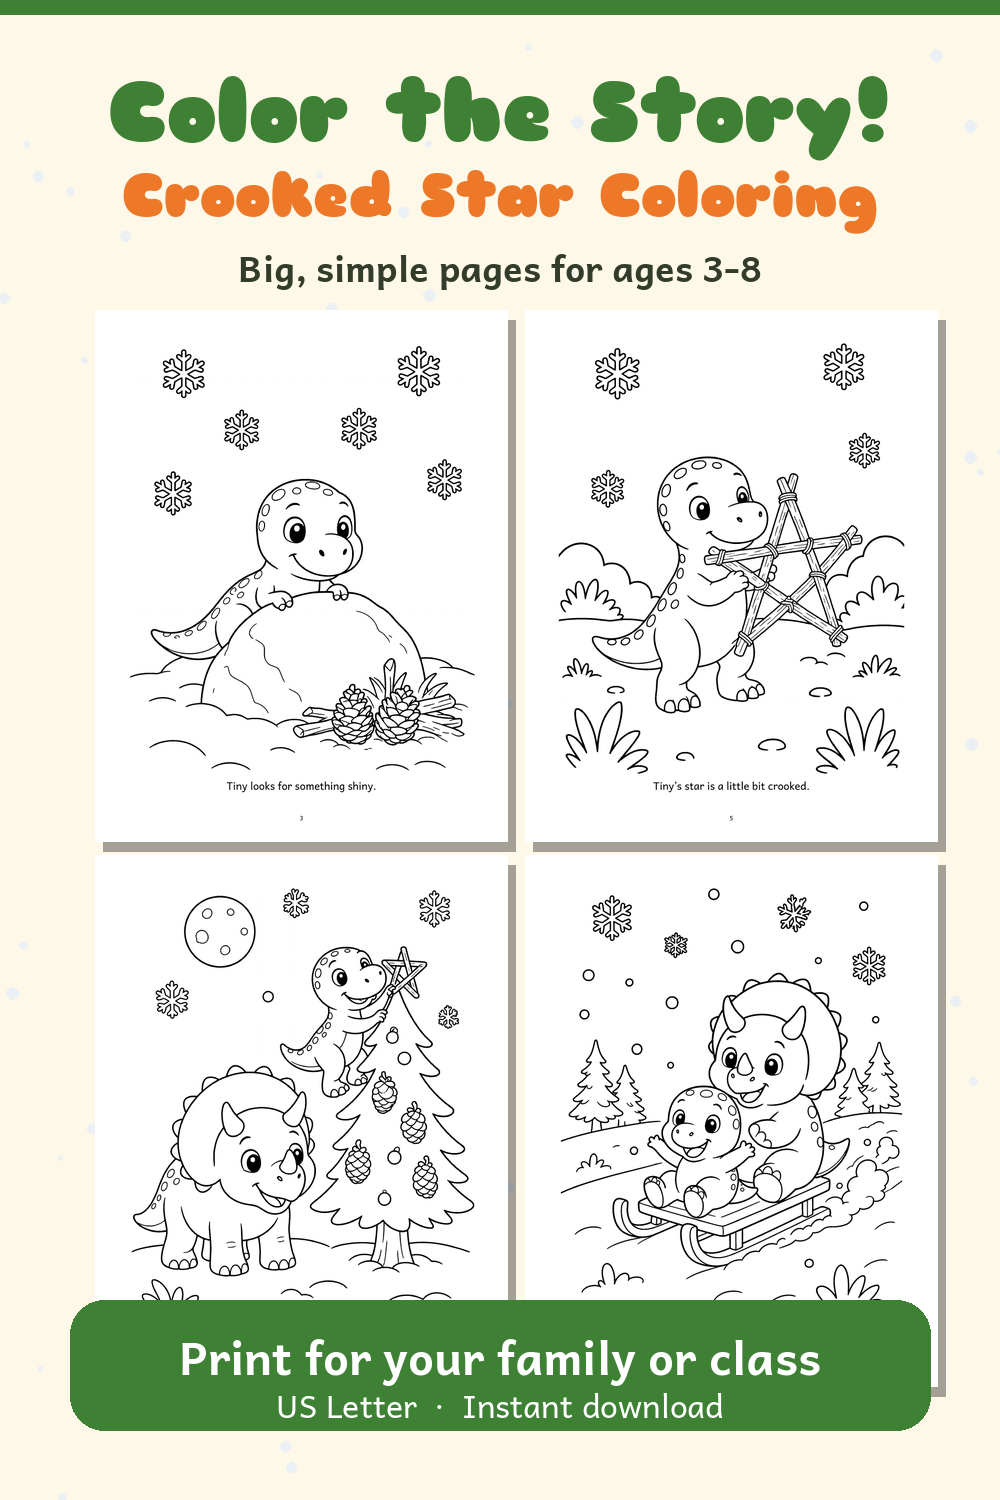 Color the Story!
Crooked Star Coloring
Big, simple pages for ages 3-8
Tiny looks for something shiny.
3
Tiny's star is a little bit crooked.
5
Print for your family or class
US Letter · Instant download